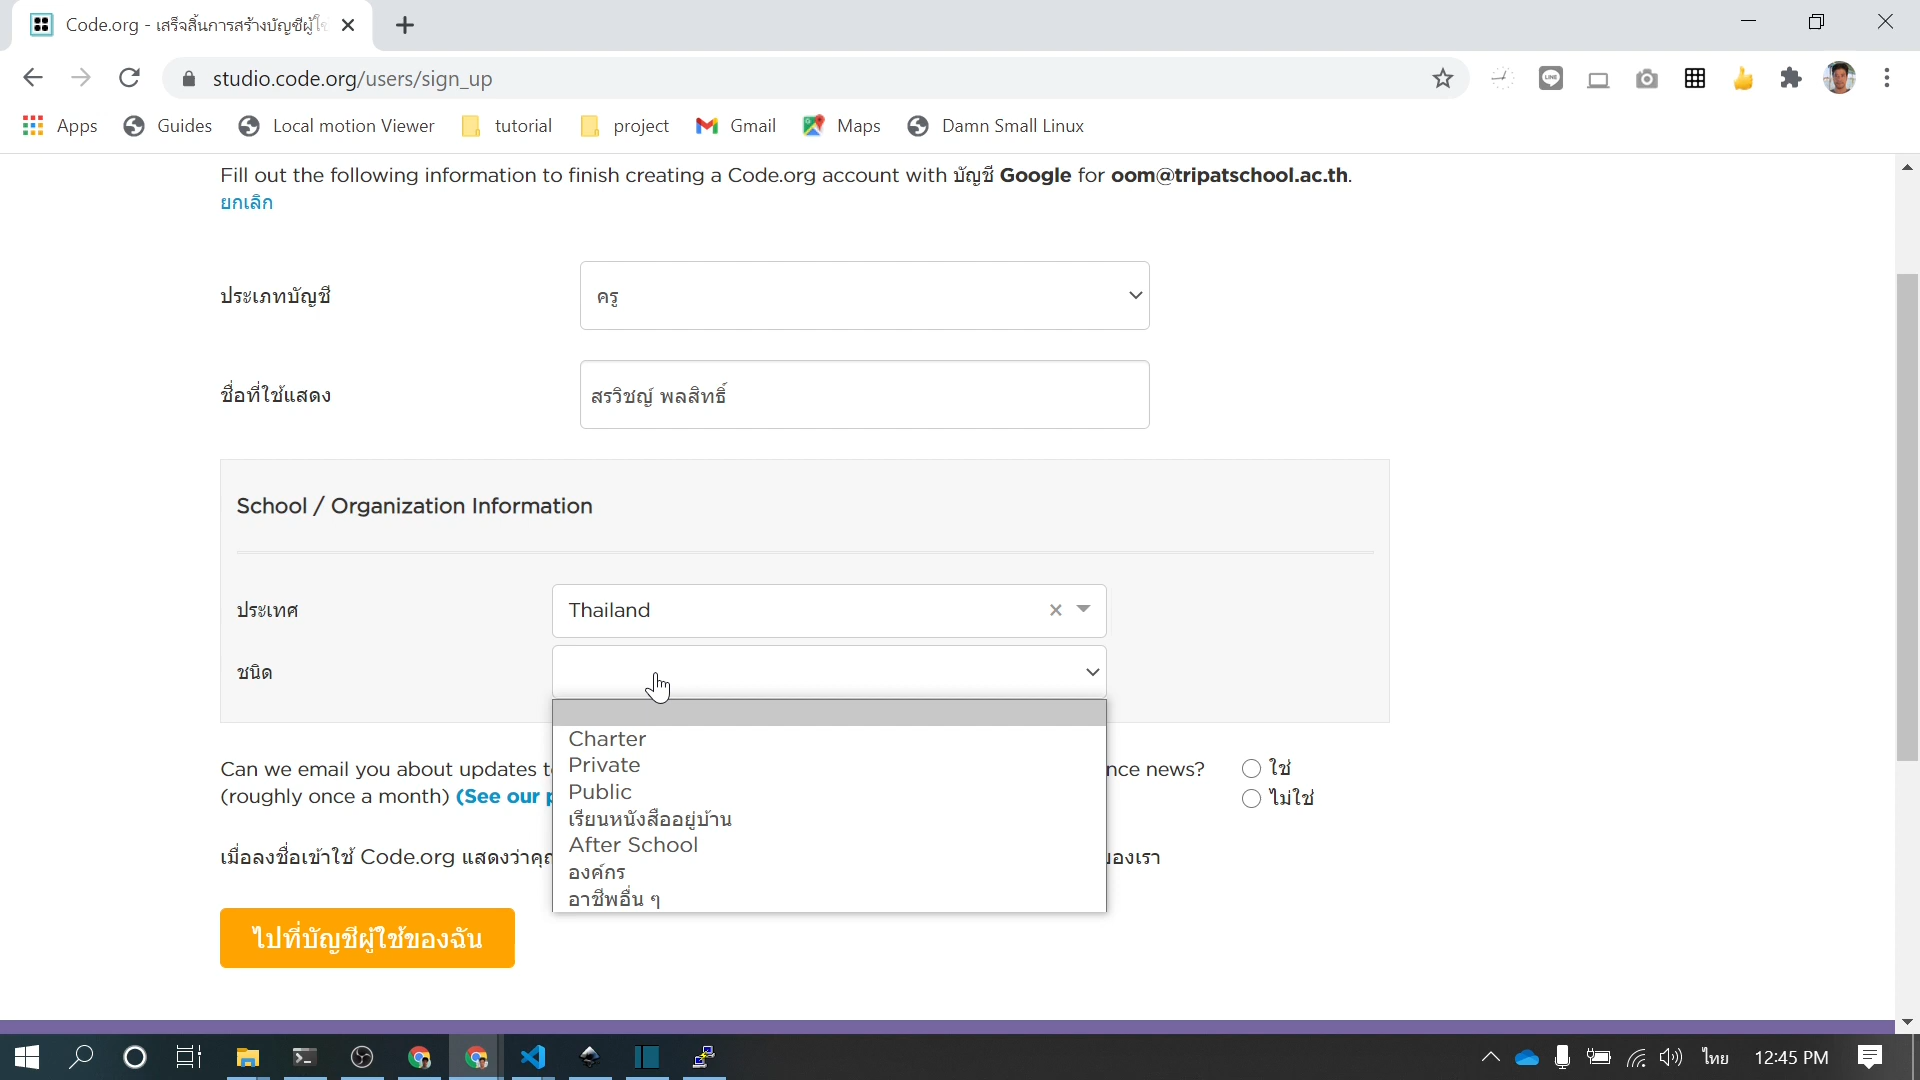 Code.org - เสร็จสิ้นการสร้างบัญชีผู้ใช
studio.code.org/users/sign_up
Apps Guides Local motion Viewer tutorial project Gmail Maps Damn Small Linux
Fill out the following information to finish creating a Code.org account with บัญชี Google for oom@tripatschool.ac.th.
ยกเลิก
ประเภทบัญชี ครู
ชื่อที่ใช้แสดง สรวิชญ์ พลสิทธิ์
School / Organization Information
ประเทศ Thailand
ชนิด
Charter
Private
Public
เรียนหนังสืออยู่บ้าน
After School
องค์กร
อาชีพอื่น ๆ
Can we email you about updates t nce news? ใช่
(roughly once a month) (See our p ไม่ใช่
เมื่อลงชื่อเข้าใช้ Code.org แสดงว่าคุณ ของเรา
ไปที่บัญชีผู้ใช้ของฉัน
LINE
ไทย 12:45 PM